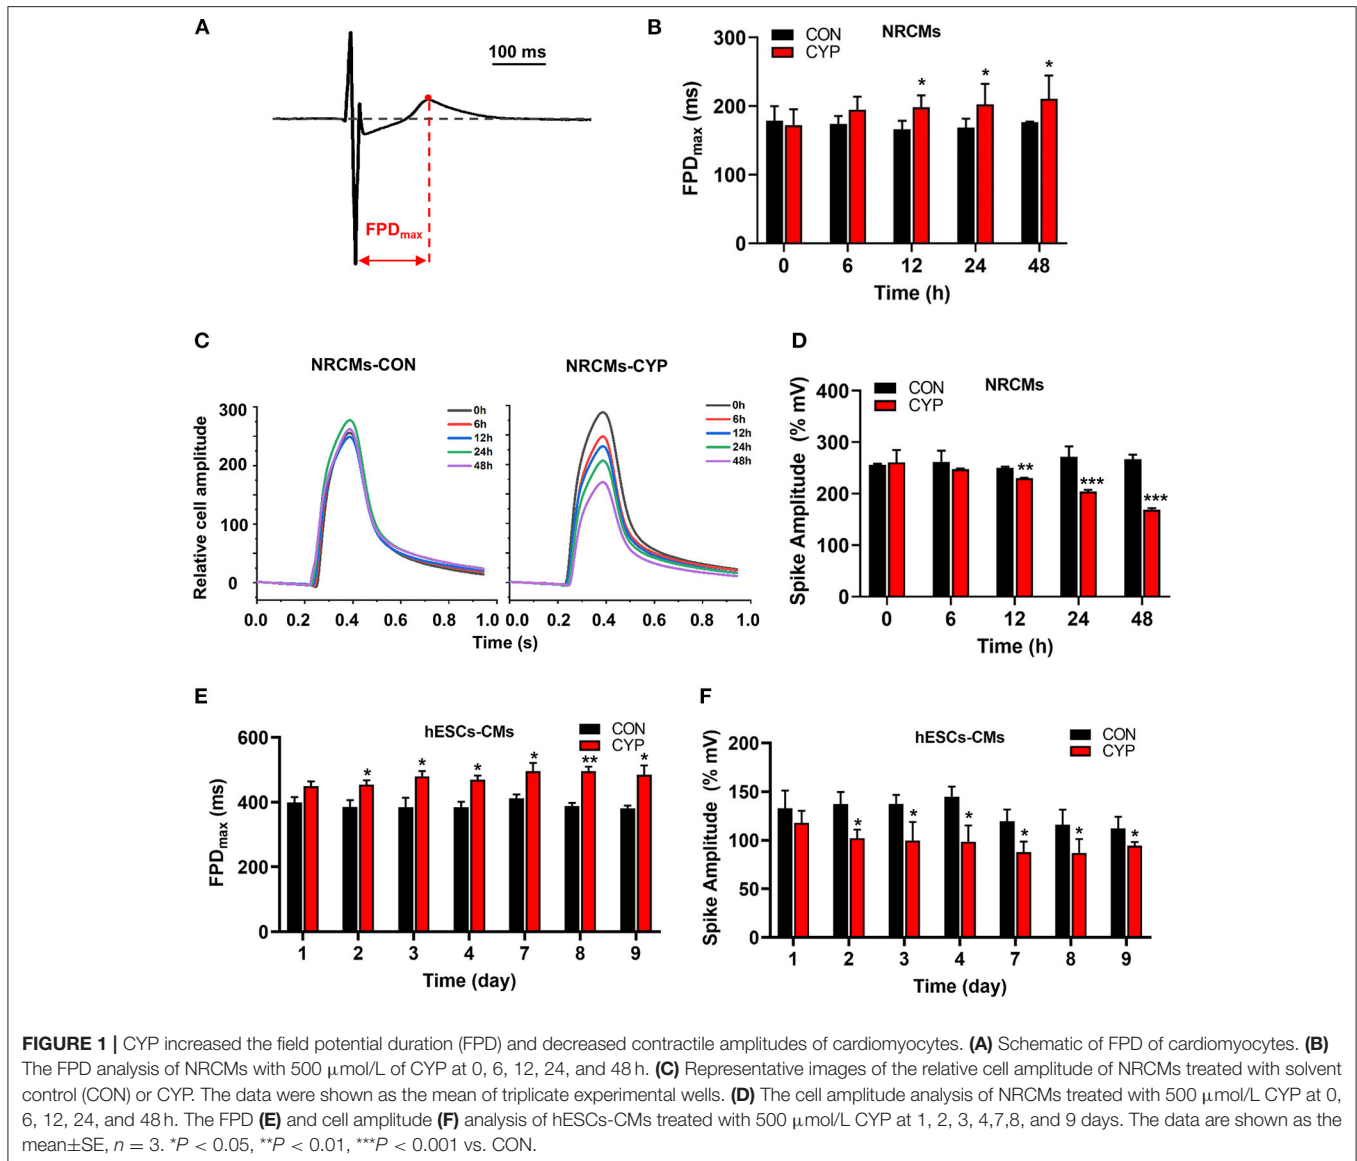 A
100 ms
FPDmax
B
NRCMs
CON
CYP
FPDmax (ms)
300
200
100
0
0 6 12 24 48
* * *
Time (h)
C
NRCMs-CON
NRCMs-CYP
Relative cell amplitude
300
200
100
0
0h
6h
12h
24h
48h
0h
6h
12h
24h
48h
0.0 0.2 0.4 0.6 0.8 1.0
0.0 0.2 0.4 0.6 0.8 1.0
Time (s)
D
NRCMs
CON
CYP
Spike Amplitude (% mV)
400
300
200
100
0
** *** ***
0 6 12 24 48
Time (h)
E
hESCs-CMs
CON
CYP
FPDmax (ms)
600
400
200
0
* * * * ** *
1 2 3 4 7 8 9
Time (day)
F
hESCs-CMs
CON
CYP
Spike Amplitude (% mV)
200
150
100
50
0
* * * * * *
1 2 3 4 7 8 9
Time (day)
FIGURE 1 | CYP increased the field potential duration (FPD) and decreased contractile amplitudes of cardiomyocytes. (A) Schematic of FPD of cardiomyocytes. (B)
The FPD analysis of NRCMs with 500 μmol/L of CYP at 0, 6, 12, 24, and 48 h. (C) Representative images of the relative cell amplitude of NRCMs treated with solvent
control (CON) or CYP. The data were shown as the mean of triplicate experimental wells. (D) The cell amplitude analysis of NRCMs treated with 500 μmol/L CYP at 0,
6, 12, 24, and 48 h. The FPD (E) and cell amplitude (F) analysis of hESCs-CMs treated with 500 μmol/L CYP at 1, 2, 3, 4,7,8, and 9 days. The data are shown as the
mean±SE, n = 3. *P < 0.05, **P < 0.01, ***P < 0.001 vs. CON.